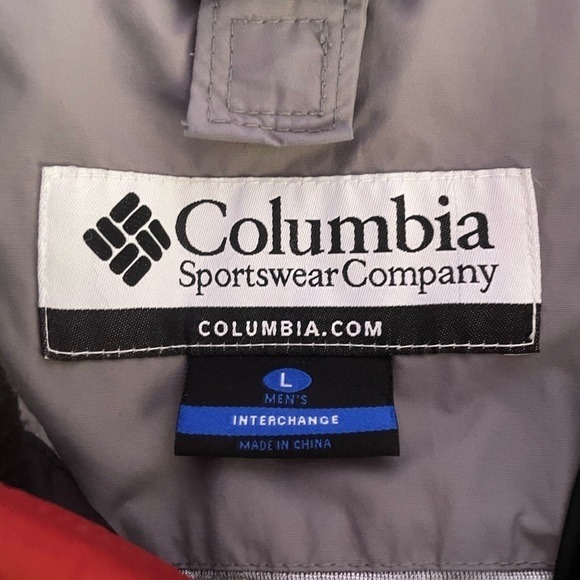 Columbia
Sportswear Company
COLUMBIA.COM
L
MEN'S
INTERCHANGE
MADE IN CHINA